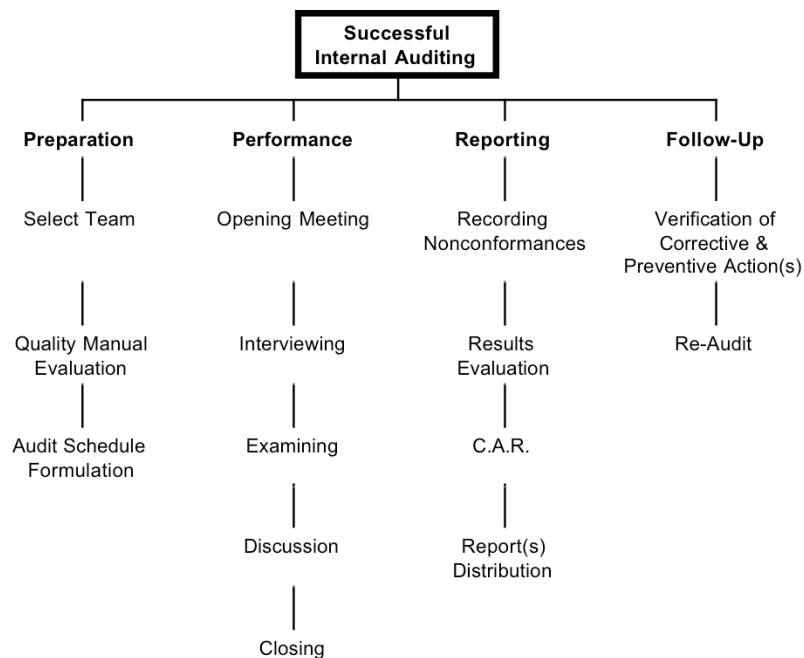 Successful
Internal Auditing
Preparation
Performance
Reporting
Follow-Up
Select Team
Opening Meeting
Recording
Nonconformances
Verification of
Corrective &
Preventive Action(s)
Quality Manual
Evaluation
Interviewing
Results
Evaluation
Re-Audit
Audit Schedule
Formulation
Examining
C.A.R.
Discussion
Report(s)
Distribution
Closing